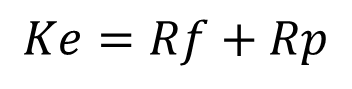 Ke = Rf + Rp